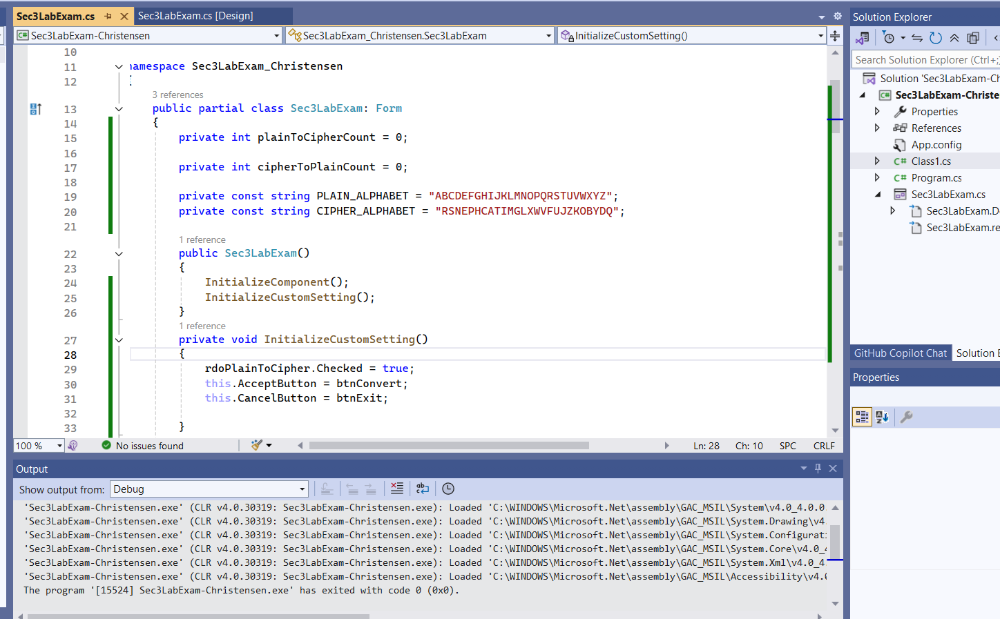 Sec3LabExam.cs
Sec3LabExam.cs [Design]
Sec3LabExam-Christensen
Sec3LabExam_Christensen.Sec3LabExam
InitializeCustomSetting()
10
11 namespace Sec3LabExam_Christensen
12 {
3 references
13 public partial class Sec3LabExam: Form
14 {
15 private int plainToCipherCount = 0;
16
17 private int cipherToPlainCount = 0;
18
19 private const string PLAIN_ALPHABET = "ABCDEFGHIJKLMNOPQRSTUVWXYZ";
20 private const string CIPHER_ALPHABET = "RSNEPHCATIMGLXWVFUJZKOBYDQ";
21
1 reference
22 public Sec3LabExam()
23 {
24 InitializeComponent();
25 InitializeCustomSetting();
26 }
1 reference
27 private void InitializeCustomSetting()
28 {
29 rdoPlainToCipher.Checked = true;
30 this.AcceptButton = btnConvert;
31 this.CancelButton = btnExit;
32
33 }
100 %
No issues found
Ln: 28 Ch: 10 SPC CRLF
Output
Show output from: Debug
'Sec3LabExam-Christensen.exe' (CLR v4.0.30319: Sec3LabExam-Christensen.exe): Loaded 'C:\WINDOWS\Microsoft.Net\assembly\GAC_MSIL\System\v4.0_4.0.0.
'Sec3LabExam-Christensen.exe' (CLR v4.0.30319: Sec3LabExam-Christensen.exe): Loaded 'C:\WINDOWS\Microsoft.Net\assembly\GAC_MSIL\System.Drawing\v4.
'Sec3LabExam-Christensen.exe' (CLR v4.0.30319: Sec3LabExam-Christensen.exe): Loaded 'C:\WINDOWS\Microsoft.Net\assembly\GAC_MSIL\System.Configurati
'Sec3LabExam-Christensen.exe' (CLR v4.0.30319: Sec3LabExam-Christensen.exe): Loaded 'C:\WINDOWS\Microsoft.Net\assembly\GAC_MSIL\System.Core\v4.0_4
'Sec3LabExam-Christensen.exe' (CLR v4.0.30319: Sec3LabExam-Christensen.exe): Loaded 'C:\WINDOWS\Microsoft.Net\assembly\GAC_MSIL\System.Xml\v4.0_4.
'Sec3LabExam-Christensen.exe' (CLR v4.0.30319: Sec3LabExam-Christensen.exe): Loaded 'C:\WINDOWS\Microsoft.Net\assembly\GAC_MSIL\Accessibility\v4.0
The program '[15524] Sec3LabExam-Christensen.exe' has exited with code 0 (0x0).
Solution Explorer
Search Solution Explorer (Ctrl+;)
Solution 'Sec3LabExam-Ch
Sec3LabExam-Christe
Properties
References
App.config
C# Class1.cs
C# Program.cs
Sec3LabExam.cs
Sec3LabExam.D
Sec3LabExam.re
GitHub Copilot Chat
Solution E
Properties